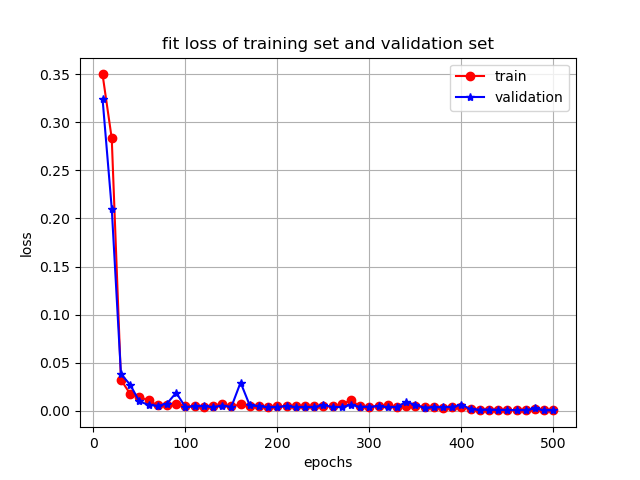 fit loss of training set and validation set
train
validation
loss
0.35
0.30
0.25
0.20
0.15
0.10
0.05
0.00
0
100
200
300
400
500
epochs